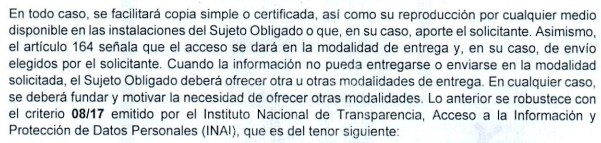 En todo caso, se facilitará copia simple o certificada, así como su reproducción por cualquier medio
disponible en las instalaciones del Sujeto Obligado o que, en su caso, aporte el solicitante. Asimismo,
el artículo 164 señala que el acceso se dará en la modalidad de entrega y, en su caso, de envío
elegidos por el solicitante. Cuando la información no pueda entregarse o enviarse en la modalidad
solicitada, el Sujeto Obligado deberá ofrecer otra u otras modalidades de entrega. En cualquier caso,
se deberá fundar y motivar la necesidad de ofrecer otras modalidades. Lo anterior se robustece con
el criterio 08/17 emitido por el Instituto Nacional de Transparencia, Acceso a la Información y
Protección de Datos Personales (INAI), que es del tenor siguiente: